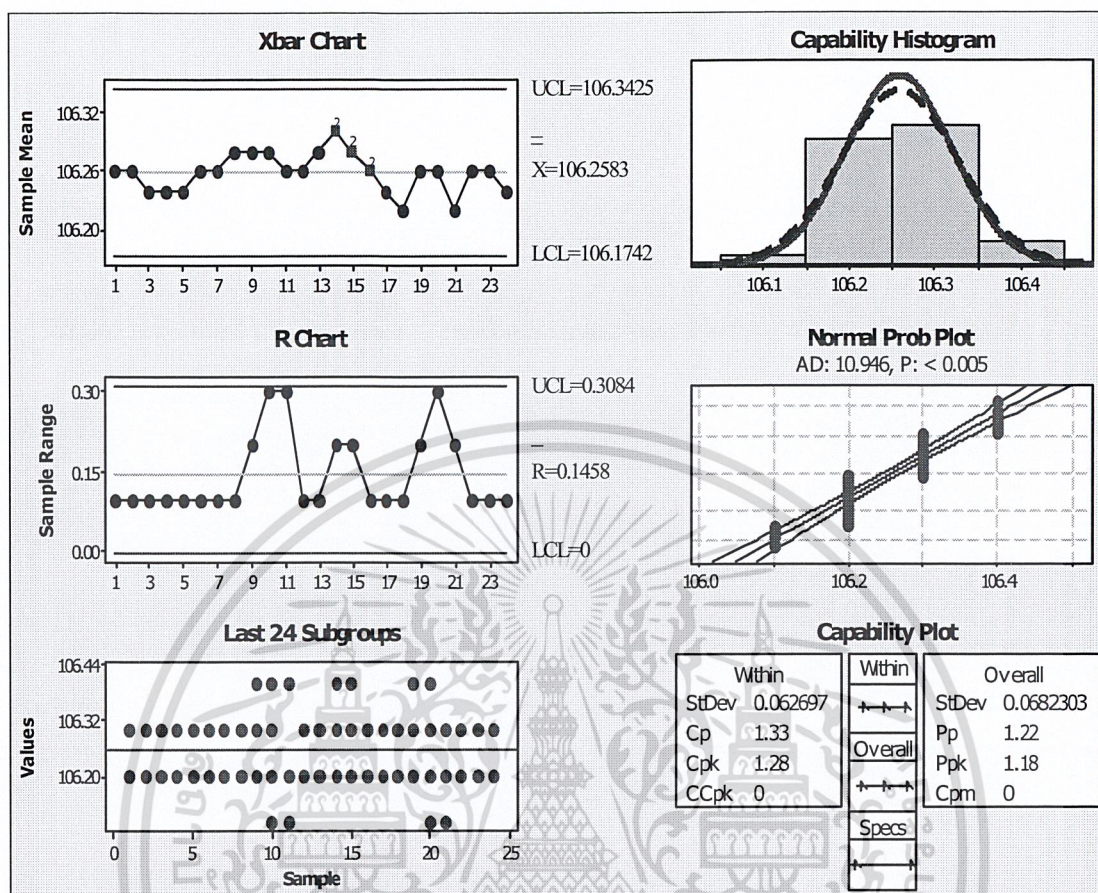 Xbar Chart
Sample Mean
106.32
106.26
106.20
2
2
2
UCL=106.3425
X=106.2583
LCL=106.1742
1 3 5 7 9 11 13 15 17 19 21 23
Capability Histogram
106.1 106.2 106.3 106.4
R Chart
Sample Range
0.30
0.15
0.00
UCL=0.3084
R=0.1458
LCL=0
1 3 5 7 9 11 13 15 17 19 21 23
Normal Prob Plot
AD: 10.946, P: < 0.005
106.0 106.2 106.4
Last 24 Subgroups
Values
106.44
106.32
106.20
0 5 10 15 20 25
Sample
Capability Plot
Within
StDev 0.062697
Cp 1.33
Cpk 1.28
CCpk 0
Within
Overall
Specs
Overall
StDev 0.0682303
Pp 1.22
Ppk 1.18
Cpm 0